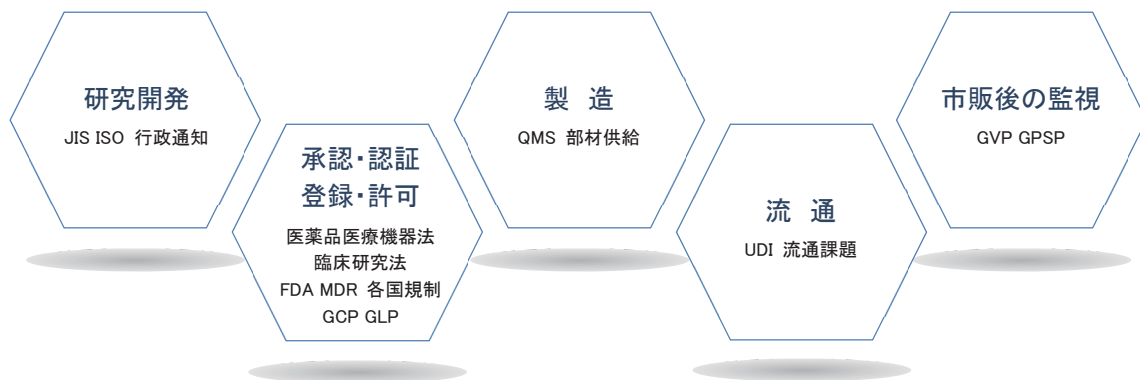 研究開発
JIS ISO 行政通知
承認・認証
登録・許可
医薬品医療機器法
臨床研究法
FDA MDR 各国規制
GCP GLP
製 造
QMS 部材供給
流 通
UDI 流通課題
市販後の監視
GVP GPSP